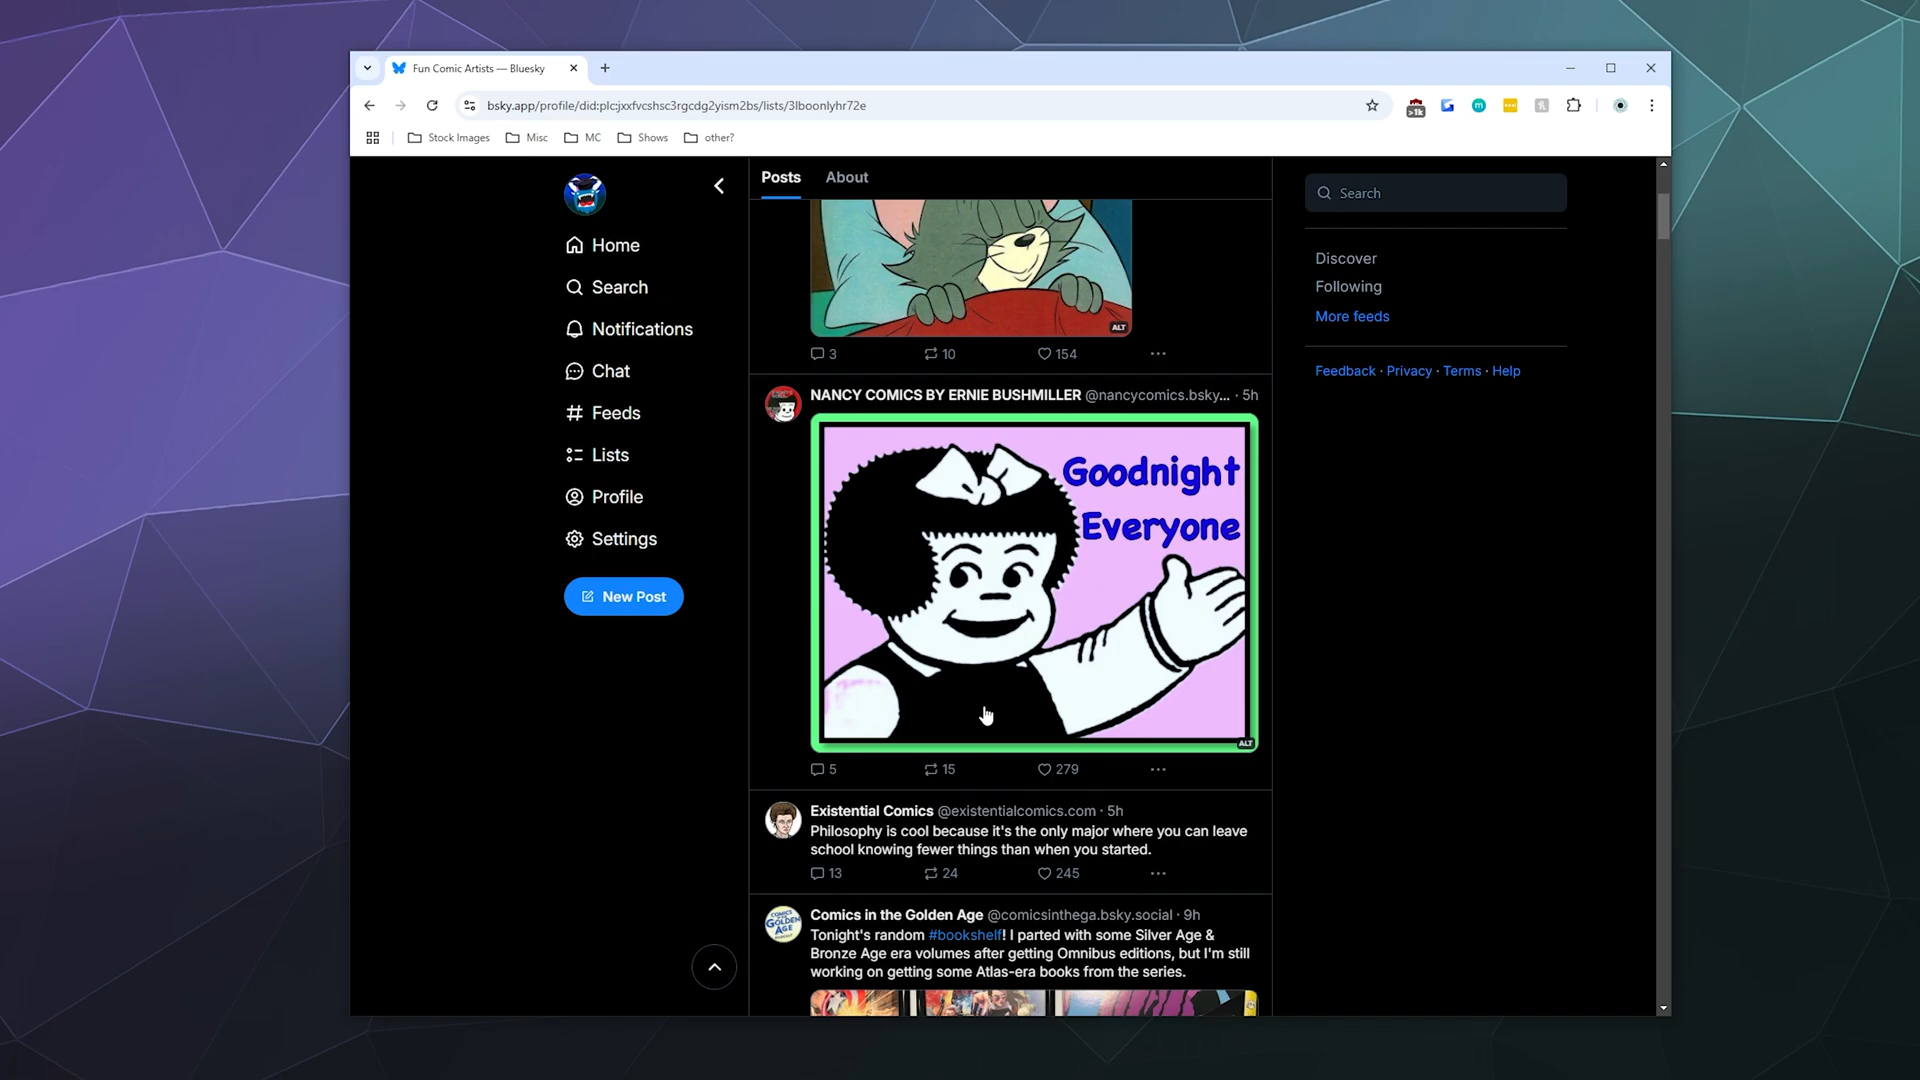 Fun Comic Artists — Bluesky
bsky.app/profile/did:plc:jxxfvcshsc3rgcdg2yism2bs/lists/3lboonlyhr72e
>1k
m
Stock Images
Misc
MC
Shows
other?
Home
Search
Notifications
Chat
Feeds
Lists
Profile
Settings
New Post
Posts
About
ALT
3
10
154
NANCY COMICS BY ERNIE BUSHMILLER @nancycomics.bsky... · 5h
Goodnight
Everyone
ALT
5
15
279
Existential Comics @existentialcomics.com · 5h
Philosophy is cool because it's the only major where you can leave
school knowing fewer things than when you started.
13
24
245
COMICS
IN THE
GOLDEN
AGE
Comics in the Golden Age @comicsinthega.bsky.social · 9h
Tonight's random #bookshelf! I parted with some Silver Age &
Bronze Age era volumes after getting Omnibus editions, but I'm still
working on getting some Atlas-era books from the series.
Search
Discover
Following
More feeds
Feedback · Privacy · Terms · Help